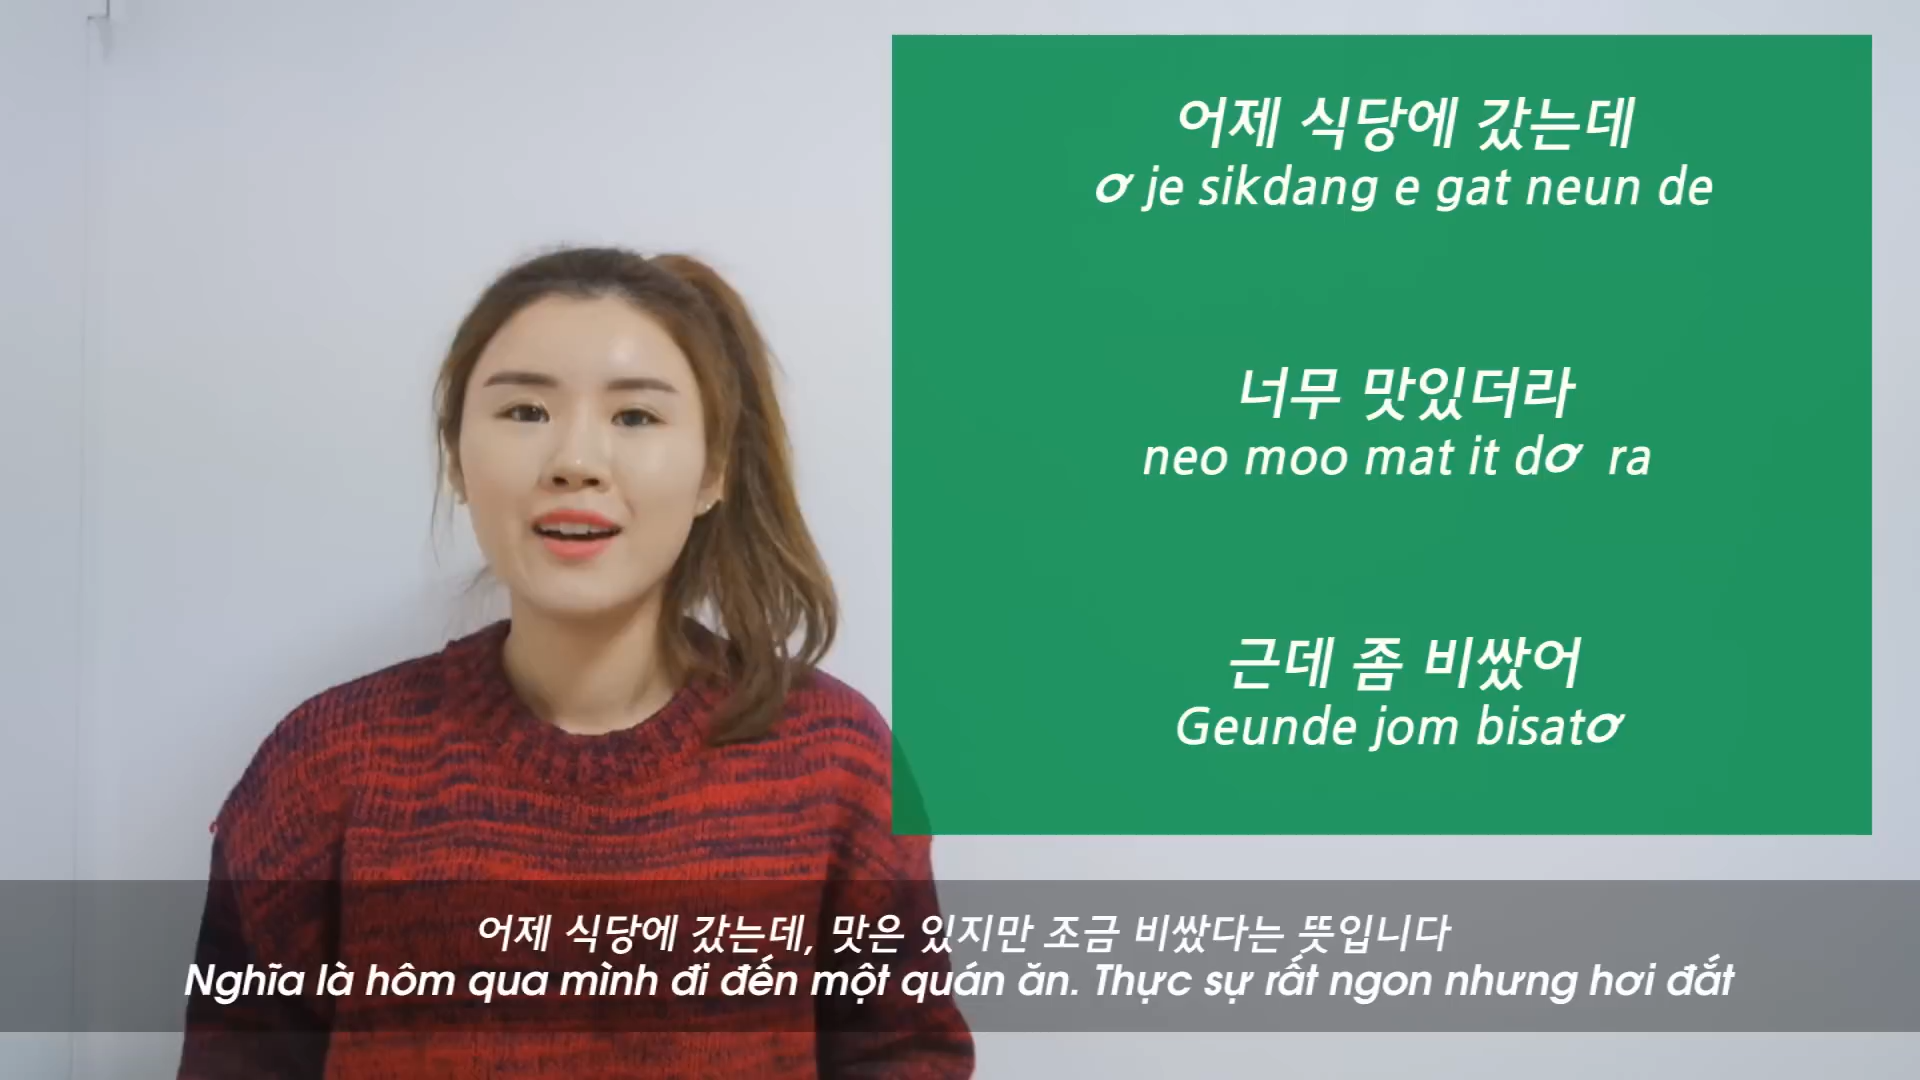 어제 식당에 갔는데
ơ je sikdang e gat neun de
너무 맛있더라
neo moo mat it dơ ra
근데 좀 비쌌어
Geunde jom bisatơ
어제 식당에 갔는데, 맛은 있지만 조금 비쌌다는 뜻입니다
Nghĩa là hôm qua mình đi đến một quán ăn. Thực sự rất ngon nhưng hơi đắt